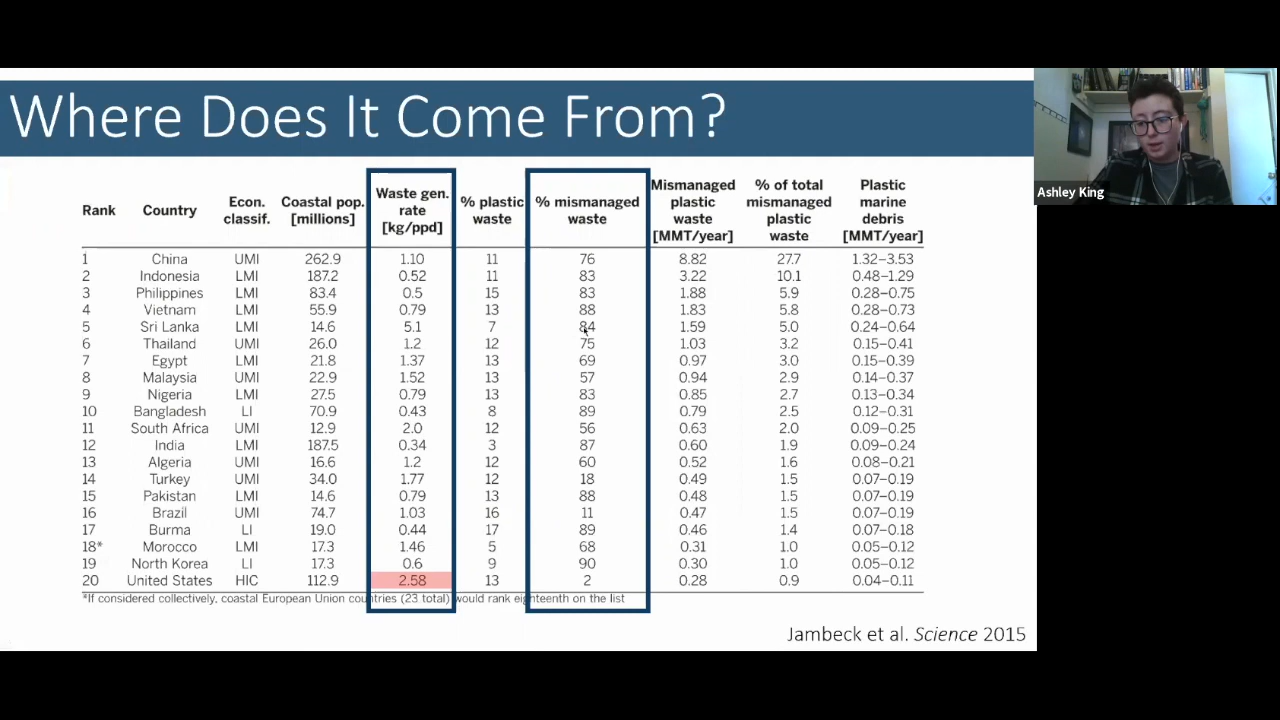 Where Does It Come From?
Ashley King
Rank Country Econ. classif. Coastal pop. [millions] Waste gen. rate [kg/ppd] % plastic waste % mismanaged waste Mismanaged plastic waste [MMT/year] % of total mismanaged plastic waste Plastic marine debris [MMT/year]
1 China UMI 262.9 1.10 11 76 8.82 27.7 1.32–3.53
2 Indonesia LMI 187.2 0.52 11 83 3.22 10.1 0.48–1.29
3 Philippines LMI 83.4 0.5 15 83 1.88 5.9 0.28–0.75
4 Vietnam LMI 55.9 0.79 13 88 1.83 5.8 0.28–0.73
5 Sri Lanka LMI 14.6 5.1 7 84 1.59 5.0 0.24–0.64
6 Thailand UMI 26.0 1.2 12 75 1.03 3.2 0.15–0.41
7 Egypt LMI 21.8 1.37 13 69 0.97 3.0 0.15–0.39
8 Malaysia UMI 22.9 1.52 13 57 0.94 2.9 0.14–0.37
9 Nigeria LMI 27.5 0.79 13 83 0.85 2.7 0.13–0.34
10 Bangladesh LI 70.9 0.43 8 89 0.79 2.5 0.12–0.31
11 South Africa UMI 12.9 2.0 12 56 0.63 2.0 0.09–0.25
12 India LMI 187.5 0.34 3 87 0.60 1.9 0.09–0.24
13 Algeria UMI 16.6 1.2 12 60 0.52 1.6 0.08–0.21
14 Turkey UMI 34.0 1.77 12 18 0.49 1.5 0.07–0.19
15 Pakistan LMI 14.6 0.79 13 88 0.48 1.5 0.07–0.19
16 Brazil UMI 74.7 1.03 16 11 0.47 1.5 0.07–0.19
17 Burma LI 19.0 0.44 17 89 0.46 1.4 0.07–0.18
18* Morocco LMI 17.3 1.46 5 68 0.31 1.0 0.05–0.12
19 North Korea LI 17.3 0.6 9 90 0.30 1.0 0.05–0.12
20 United States HIC 112.9 2.58 13 2 0.28 0.9 0.04–0.11
*If considered collectively, coastal European Union countries (23 total) would rank eighteenth on the list
Jambeck et al. Science 2015